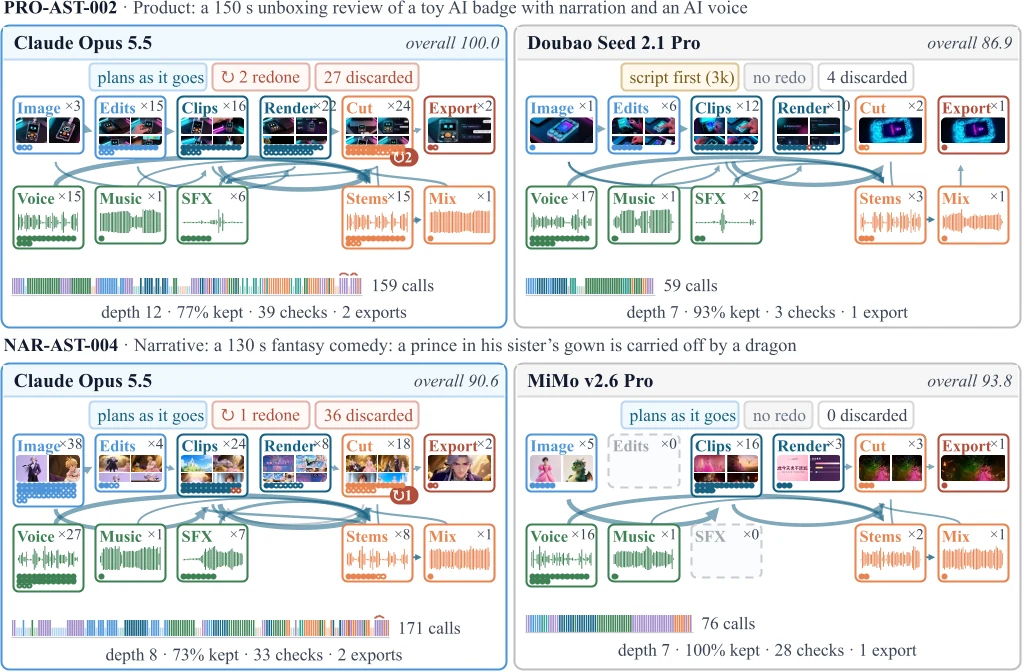 PRO-AST-002 · Product: a 150 s unboxing review of a toy AI badge with narration and an AI voice
Claude Opus 5.5 overall 100.0
plans as it goes ↻ 2 redone 27 discarded
Image ×3 Edits ×15 Clips ×16 Render ×22 Cut ×24 Export ×2
↻2
Voice ×15 Music ×1 SFX ×6 Stems ×15 Mix ×1
159 calls
depth 12 · 77% kept · 39 checks · 2 exports
Doubao Seed 2.1 Pro overall 86.9
script first (3k) no redo 4 discarded
Image ×1 Edits ×6 Clips ×12 Render ×10 Cut ×2 Export ×1
Voice ×17 Music ×1 SFX ×2 Stems ×3 Mix ×1
59 calls
depth 7 · 93% kept · 3 checks · 1 export
NAR-AST-004 · Narrative: a 130 s fantasy comedy: a prince in his sister’s gown is carried off by a dragon
Claude Opus 5.5 overall 90.6
plans as it goes ↻ 1 redone 36 discarded
Image ×38 Edits ×4 Clips ×24 Render ×8 Cut ×18 Export ×2
↻1
Voice ×27 Music ×1 SFX ×7 Stems ×8 Mix ×1
171 calls
depth 8 · 73% kept · 33 checks · 2 exports
MiMo v2.6 Pro overall 93.8
plans as it goes no redo 0 discarded
Image ×5 Edits ×0 Clips ×16 Render ×3 Cut ×3 Export ×1
Voice ×16 Music ×1 SFX ×0 Stems ×2 Mix ×1
76 calls
depth 7 · 100% kept · 28 checks · 1 export